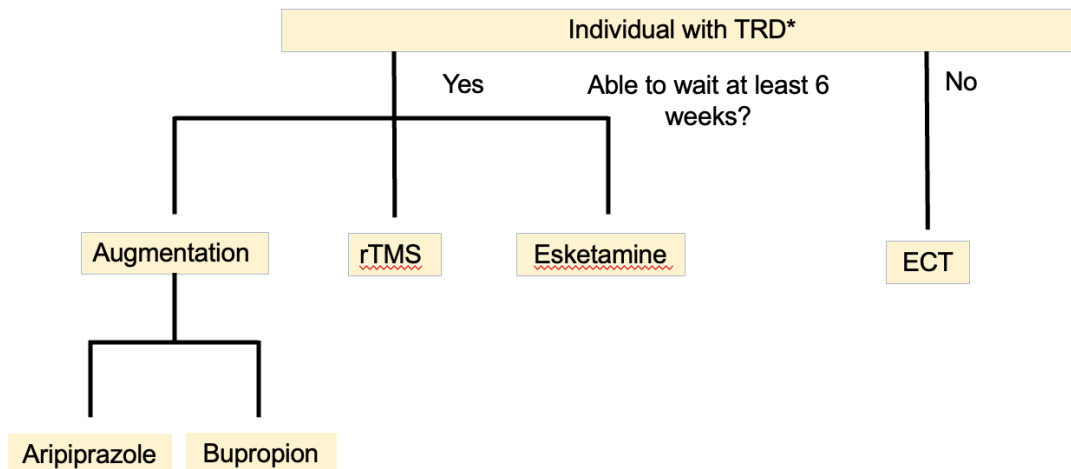 Individual with TRD*
Yes
Able to wait at least 6
weeks?
No
Augmentation
rTMS
Esketamine
ECT
Aripiprazole
Bupropion